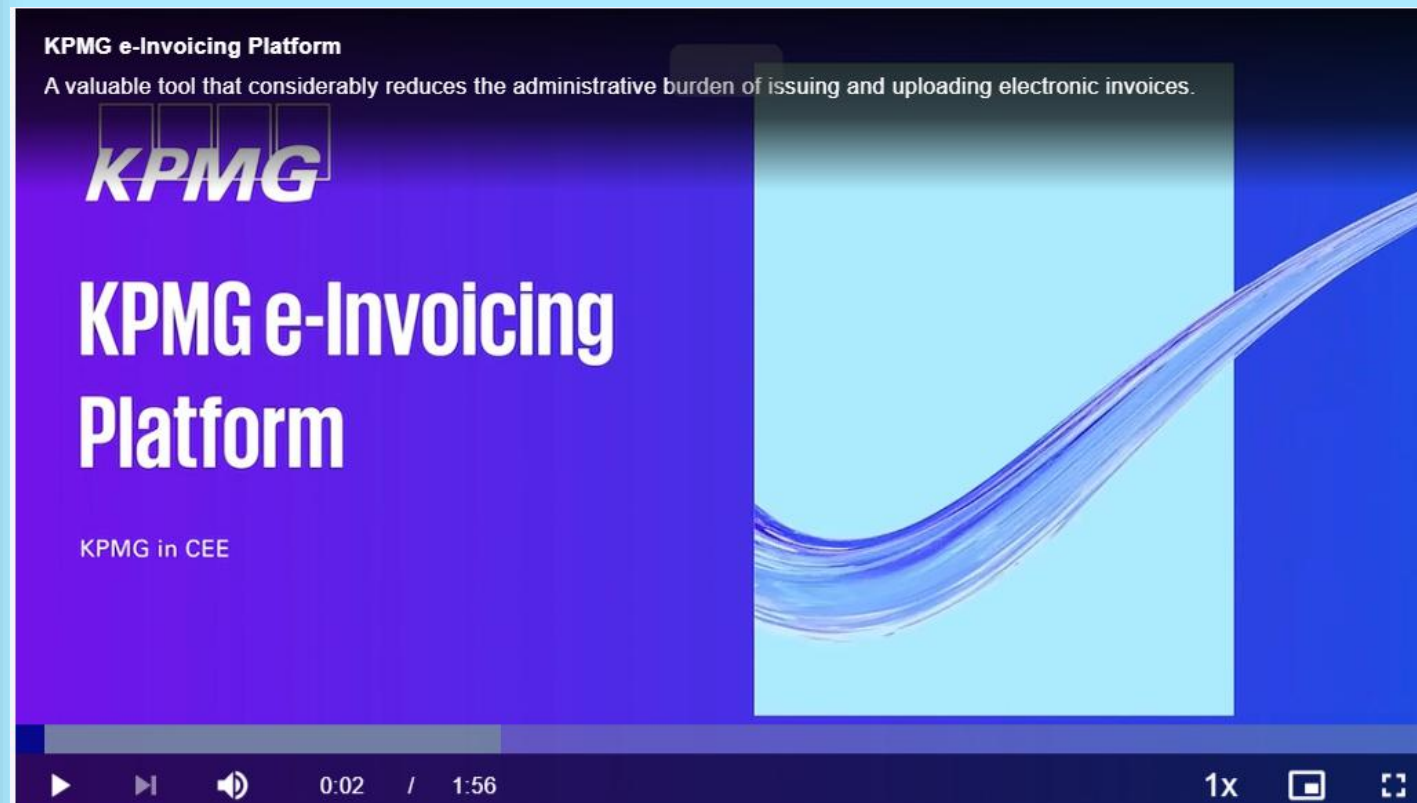 KPMG e-Invoicing Platform
A valuable tool that considerably reduces the administrative burden of issuing and uploading electronic invoices.
KPMG
KPMG e-Invoicing
Platform
KPMG in CEE
0:02 / 1:56 1x